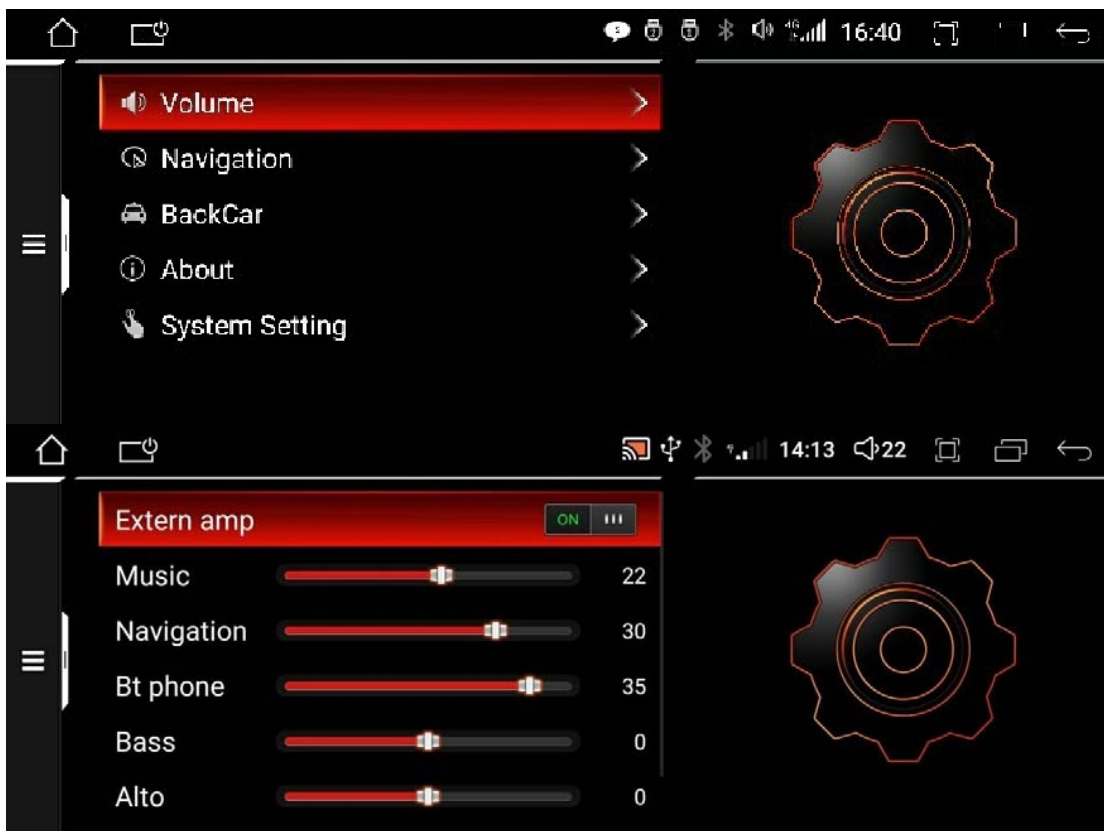 4G 16:40
Volume
Navigation
BackCar
About
System Setting
14:13 22
Extern amp ON
Music 22
Navigation 30
Bt phone 35
Bass 0
Alto 0